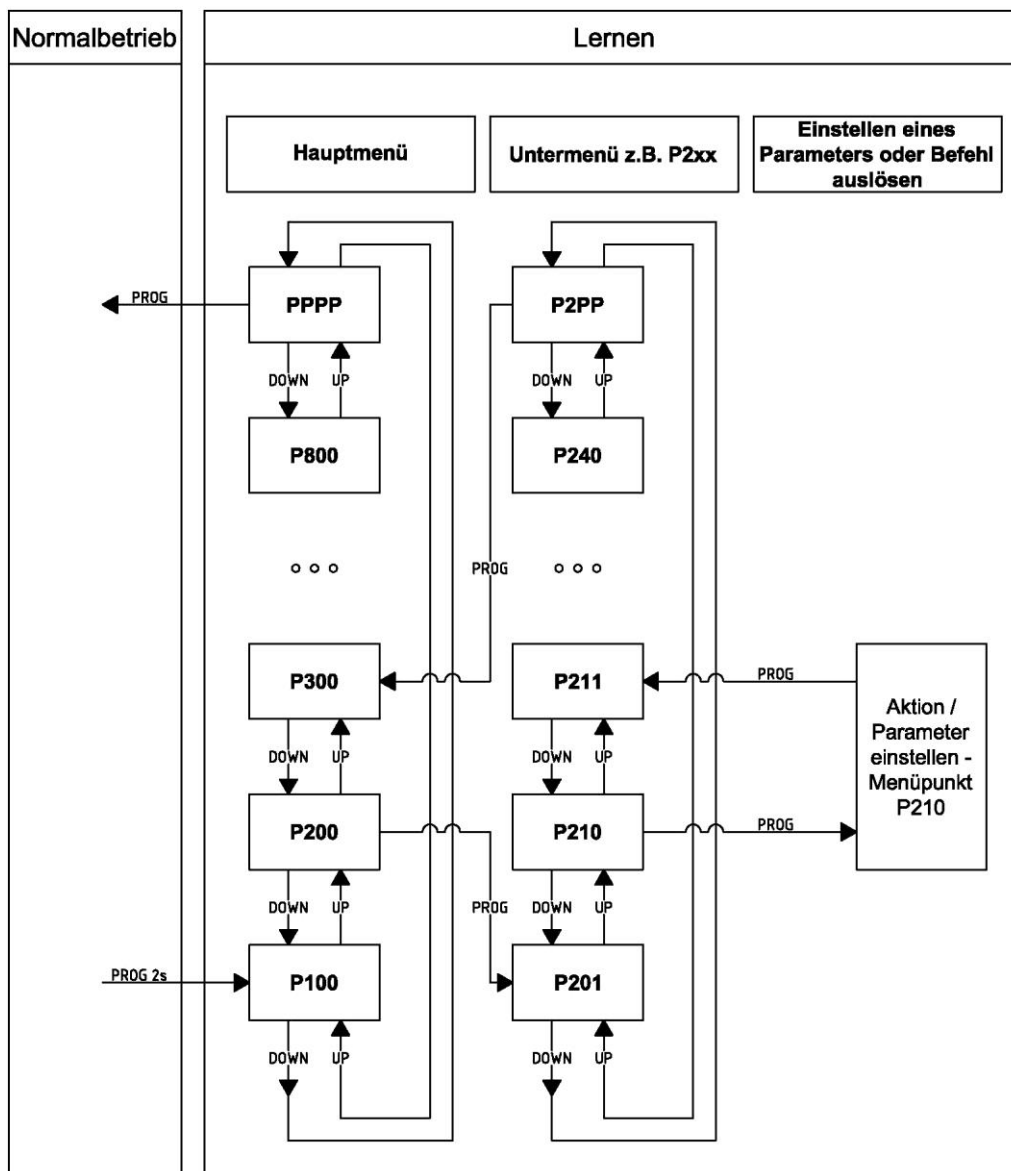 Normalbetrieb
Lernen
Hauptmenü
Untermenü z.B. P2xx
Einstellen eines
Parameters oder Befehl
auslösen
PROG
PPPP
P2PP
DOWN UP
DOWN UP
P800
P240
PROG
P300
P211
PROG
DOWN UP
DOWN UP
Aktion /
Parameter
einstellen -
Menüpunkt
P210
P200
P210
PROG
DOWN UP
PROG
DOWN UP
PROG 2s
P100
P201
DOWN UP
DOWN UP